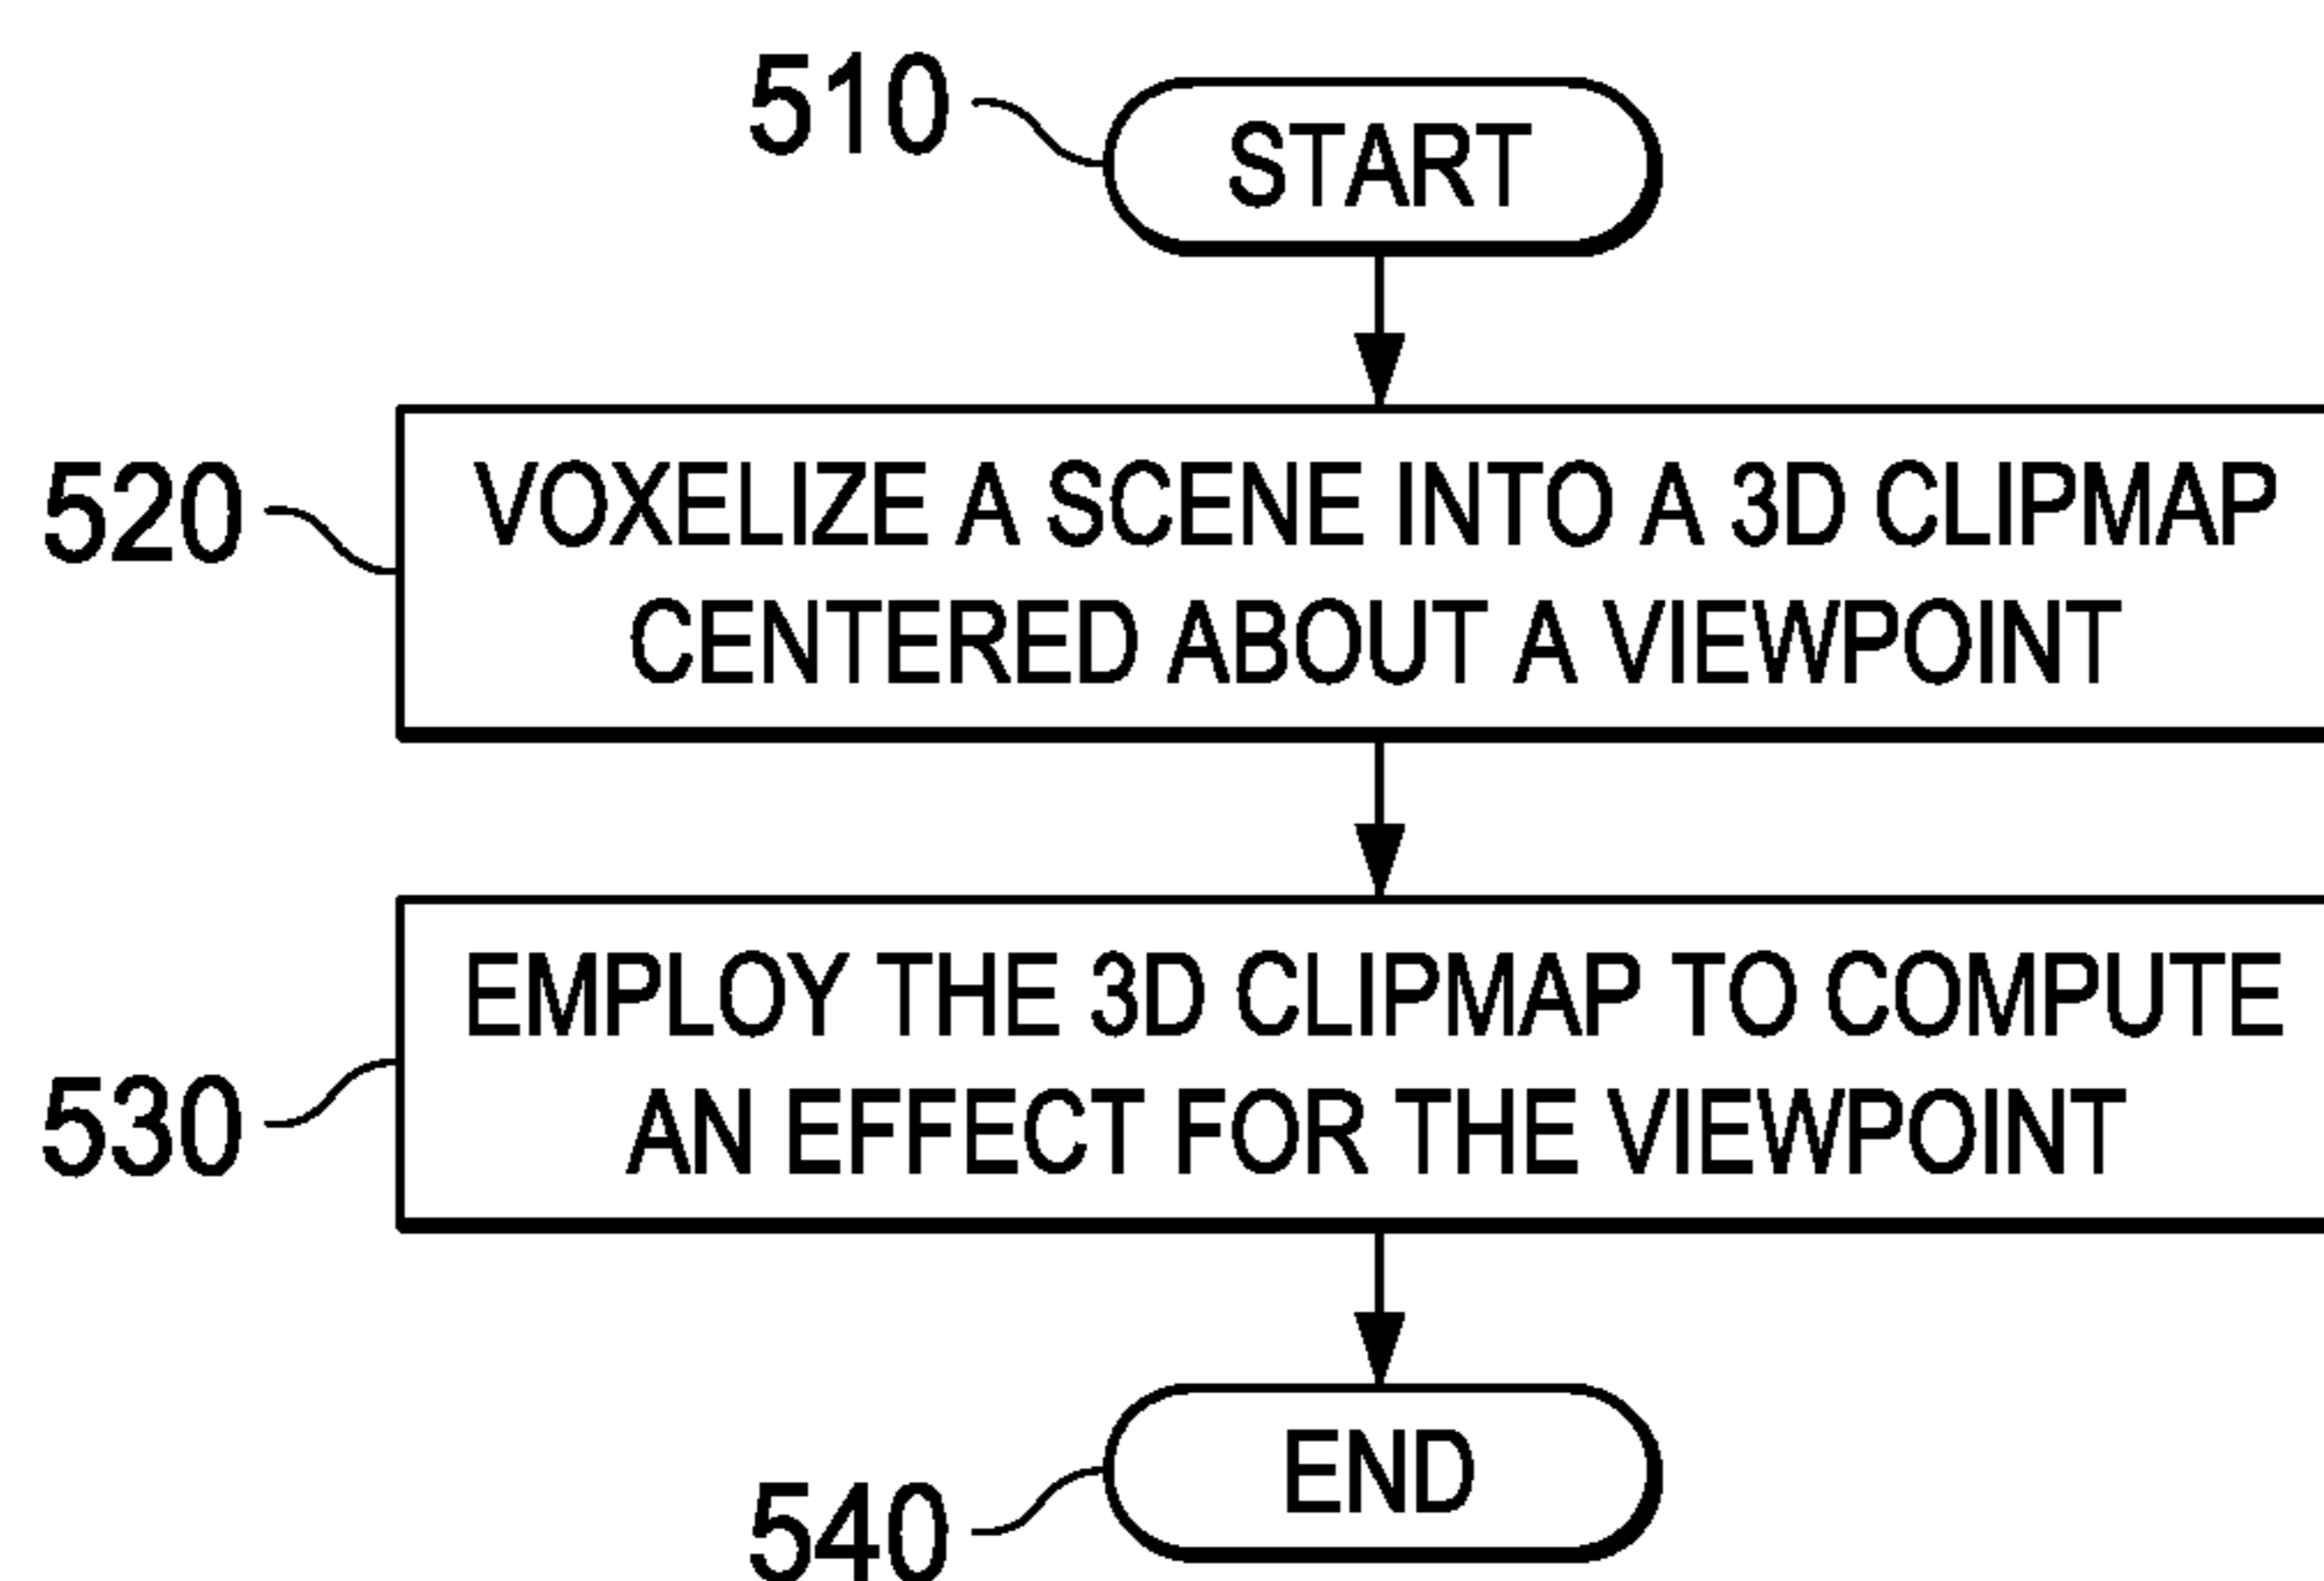 510
START
520
VOXELIZE A SCENE INTO A 3D CLIPMAP
CENTERED ABOUT A VIEWPOINT
EMPLOY THE 3D CLIPMAP TO COMPUTE
AN EFFECT FOR THE VIEWPOINT
530
END
540